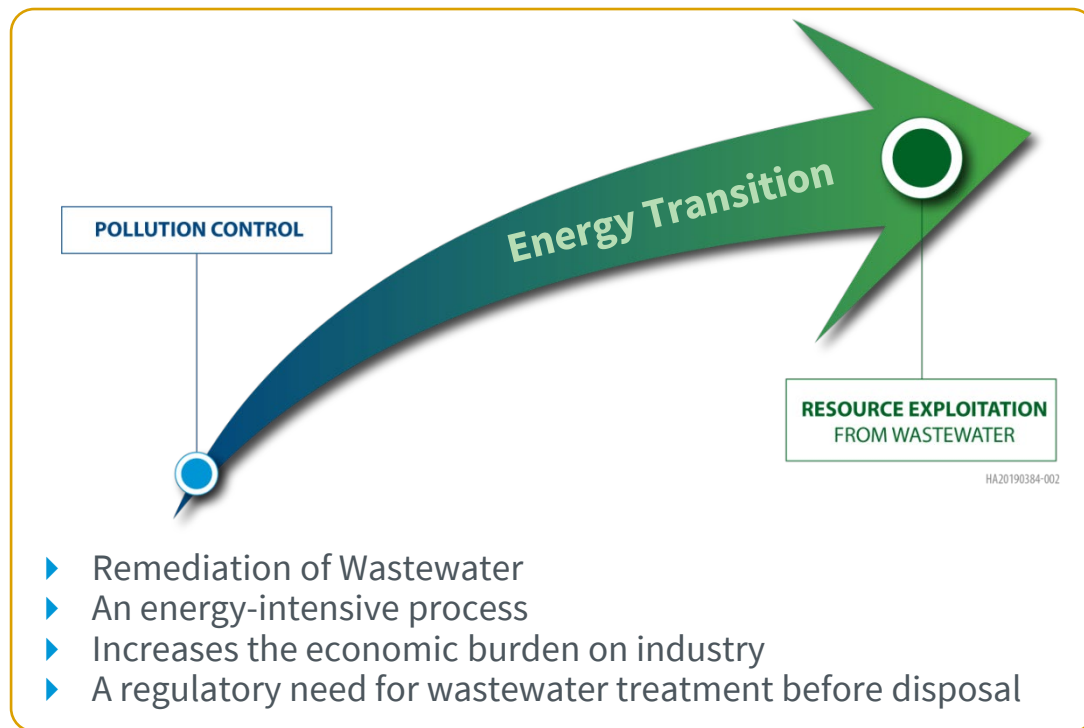 POLLUTION CONTROL
Energy Transition
RESOURCE EXPLOITATION
FROM WASTEWATER
HA20190384-002
Remediation of Wastewater
An energy-intensive process
Increases the economic burden on industry
A regulatory need for wastewater treatment before disposal